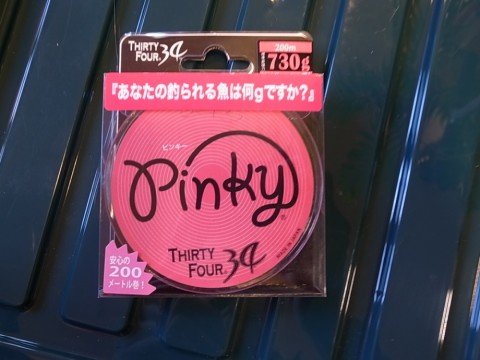 THIRTY FOUR. 34
200m
730g
『あなたの釣られる魚は何gですか?』
ピンキー
Pinky
THIRTY FOUR. 34
安心の
200
メートル巻!